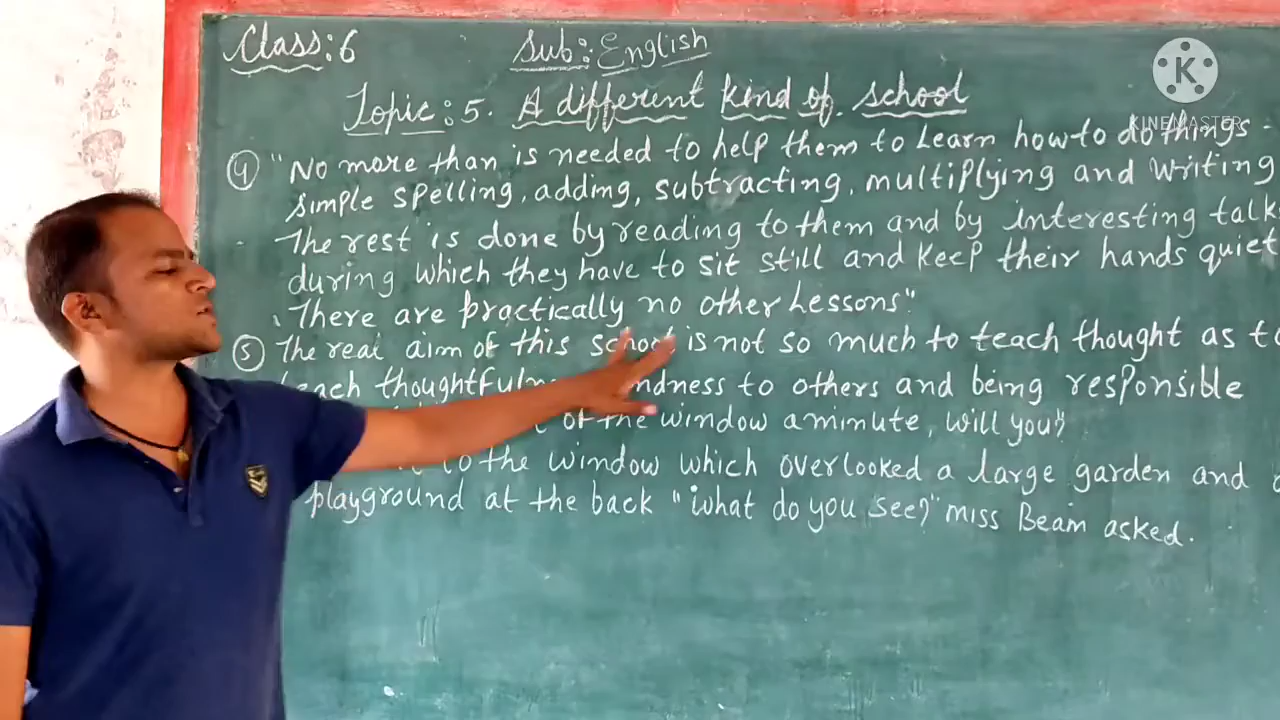 Class:6
Sub:English
Topic:5. A different kind of school
KINEMASTER
4 "No more than is needed to help them to Learn how to do things-
simple spelling, adding, subtracting, multiplying and writing
The rest is done by reading to them and by interesting talk
during which they have to sit still and keep their hands quiet
There are practically no other Lessons"
5 The real aim of this school is not so much to teach thought as to
thoughtfulness kindness to others and being responsible
of the window a minute, will you?
to the window which overlooked a large garden and a
playground at the back "what do you see?" miss Beam asked.